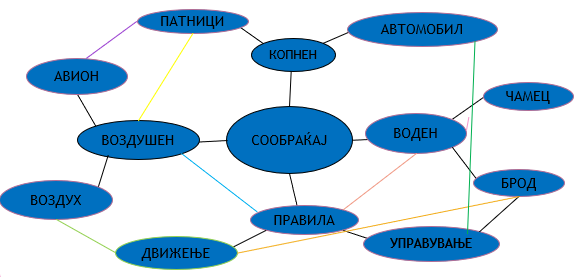 ПАТНИЦИ
АВТОМОБИЛ
КОПНЕН
АВИОН
ЧАМЕЦ
ВОЗДУШЕН
СООБРАЌАЈ
ВОДЕН
БРОД
ВОЗДУХ
ПРАВИЛА
УПРАВУВАЊЕ
ДВИЖЕЊЕ